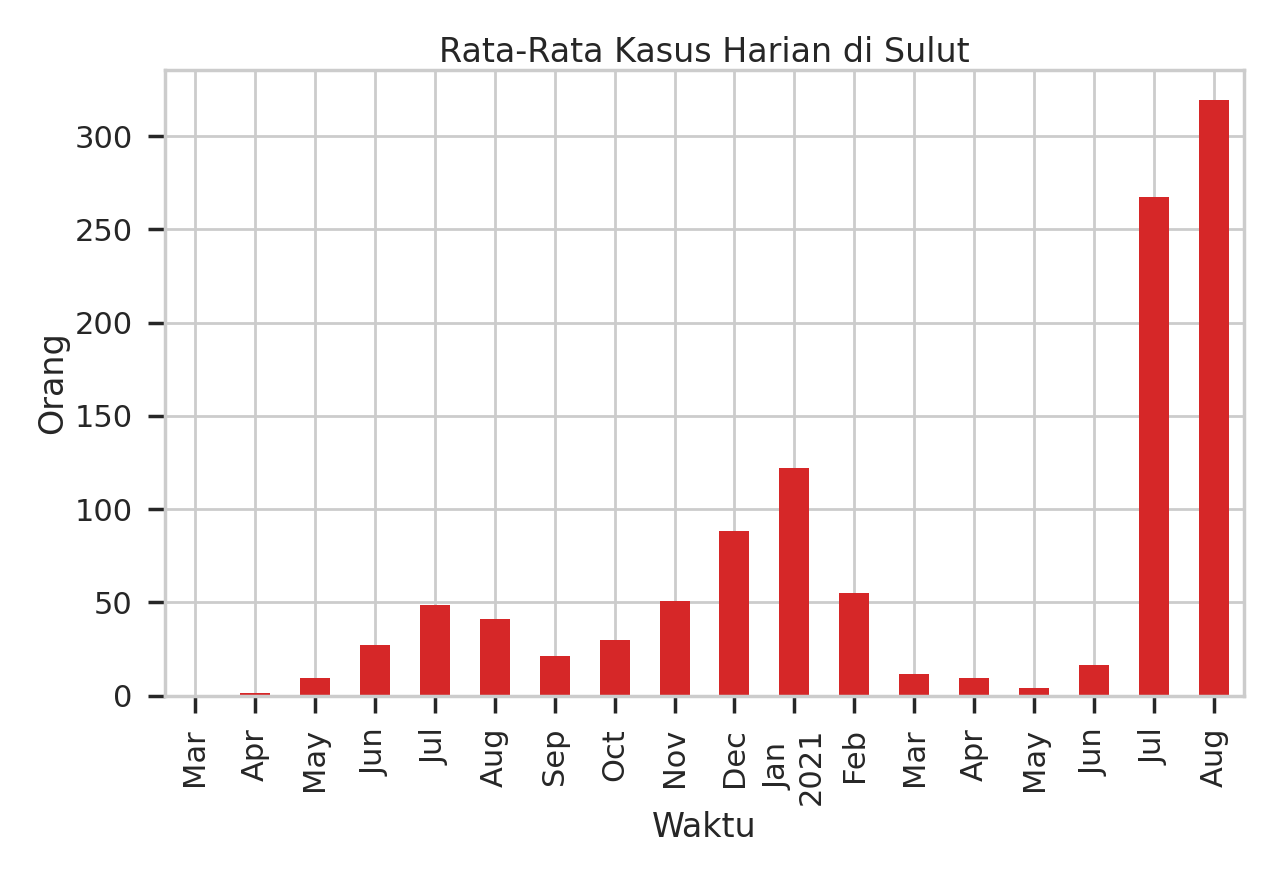 Rata-Rata Kasus Harian di Sulut
300
250
200
150
100
50
0
Orang
Mar
Apr
May
Jun
Jul
Aug
Sep
Oct
Nov
Dec
Jan
2021
Feb
Mar
Apr
May
Jun
Jul
Aug
Waktu